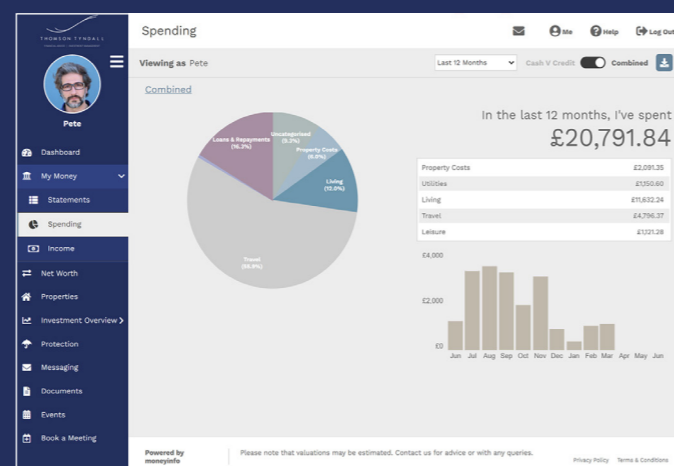 THOMSON TYNDALL
Spending
Me
Help
Log Out
Viewing as Pete
Last 12 Months
Cash V Credit
Combined
Pete
Combined
Dashboard
My Money
Statements
Spending
Income
Net Worth
Properties
Investment Overview
Protection
Messaging
Documents
Events
Book a Meeting
Loans & Repayments
(16.2%)
Uncategorised
Property Costs
Living
Travel
In the last 12 months, I've spent
£20,791.84
Property Costs £2,091.35
Utilities £1,150.60
Living £11,632.24
Travel £4,796.37
Leisure £1,121.28
£4,000
£2,000
£0
Jun Jul Aug Sep Oct Nov Dec Jan Feb Mar Apr May Jun
Powered by
moneyinfo
Please note that valuations may be estimated. Contact us for advice or with any queries.
Privacy Policy Terms & Conditions